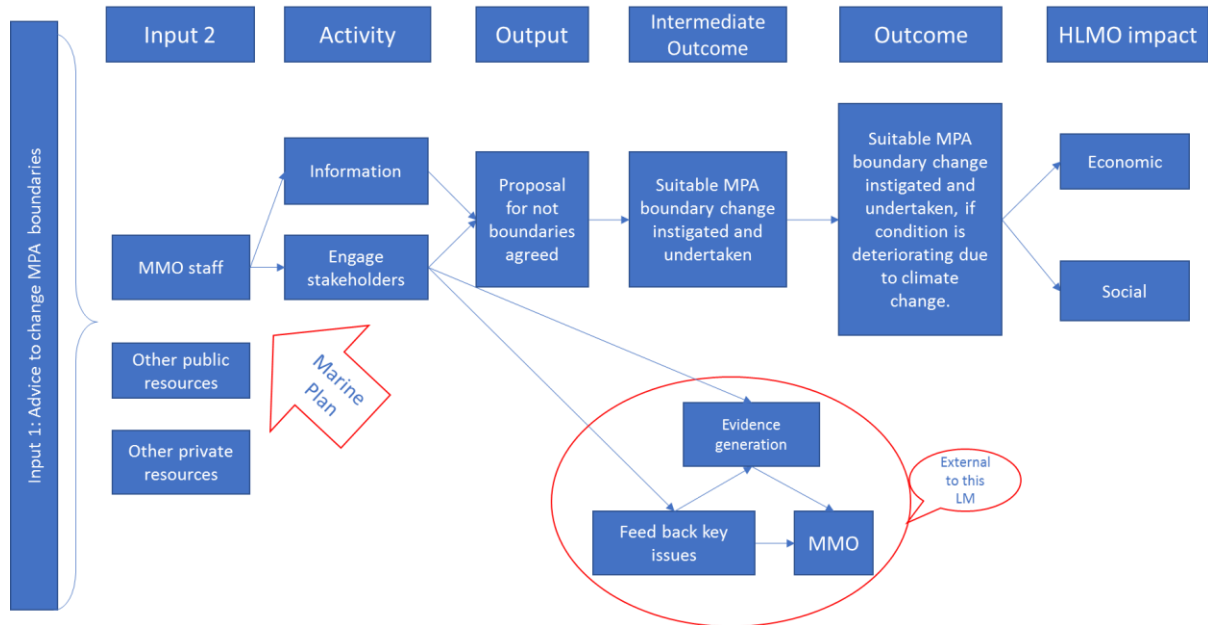 Input 1: Advice to change MPA boundaries
Input 2
Activity
Output
Intermediate
Outcome
Outcome
HLMO impact
MMO staff
Other public
resources
Other private
resources
Information
Engage
stakeholders
Marine
Plan
Proposal
for not
boundaries
agreed
Suitable MPA
boundary change
instigated and
undertaken
Suitable MPA
boundary change
instigated and
undertaken, if
condition is
deteriorating due
to climate
change.
Economic
Social
Evidence
generation
Feed back key
issues
MMO
External
to this
LM